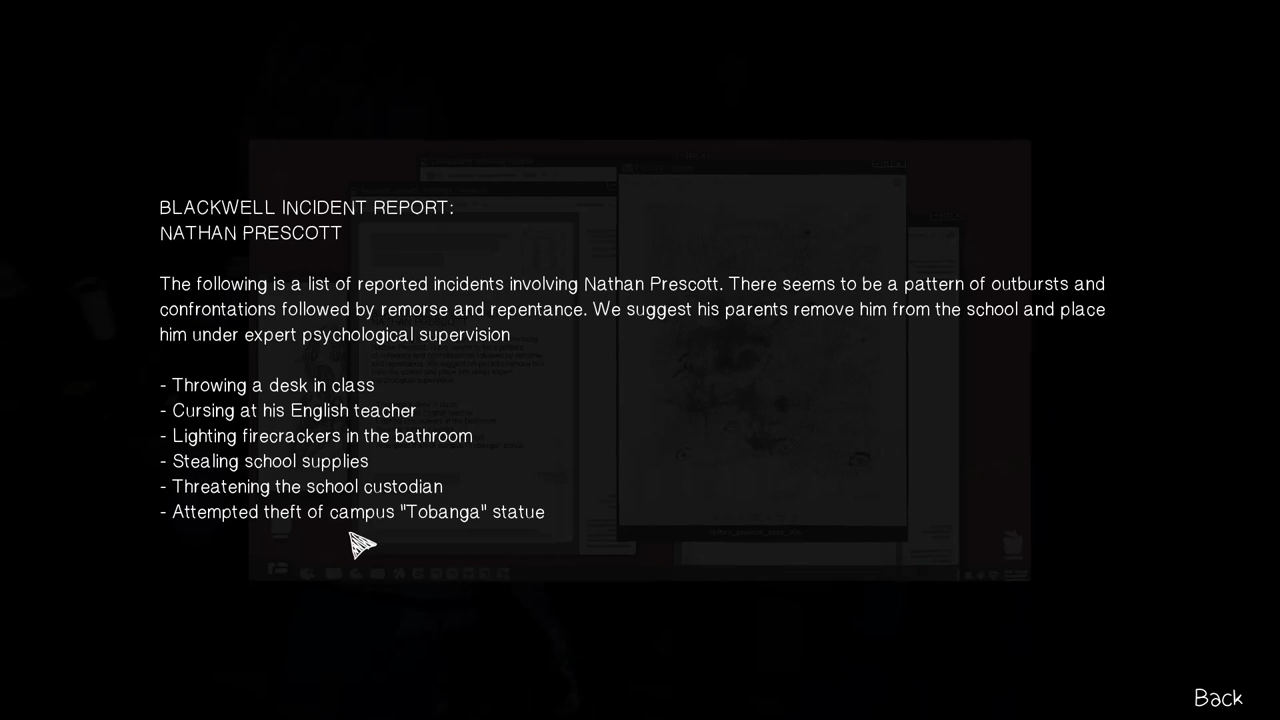 BLACKWELL INCIDENT REPORT:
NATHAN PRESCOTT
The following is a list of reported incidents involving Nathan Prescott. There seems to be a pattern of outbursts and
confrontations followed by remorse and repentance. We suggest his parents remove him from the school and place
him under expert psychological supervision
- Throwing a desk in class
- Cursing at his English teacher
- Lighting firecrackers in the bathroom
- Stealing school supplies
- Threatening the school custodian
- Attempted theft of campus "Tobanga" statue
Back